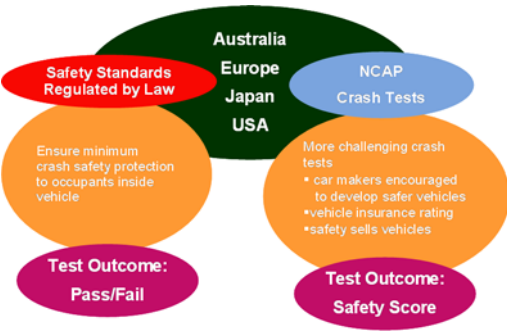 Australia
Europe
Japan
USA
Safety Standards
Regulated by Law
NCAP
Crash Tests
Ensure minimum
crash safety protection
to occupants inside
vehicle
More challenging crash
tests
▪ car makers encouraged
to develop safer vehicles
▪vehicle insurance rating
▪safety sells vehicles
Test Outcome:
Pass/Fail
Test Outcome:
Safety Score